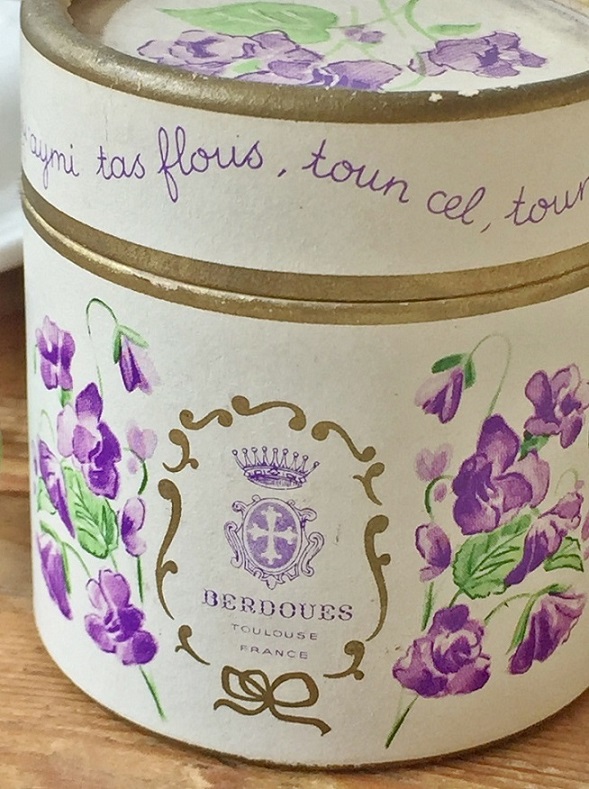 aymi tas flous, toun cel, toun
BERDOUES
TOULOUSE
FRANCE